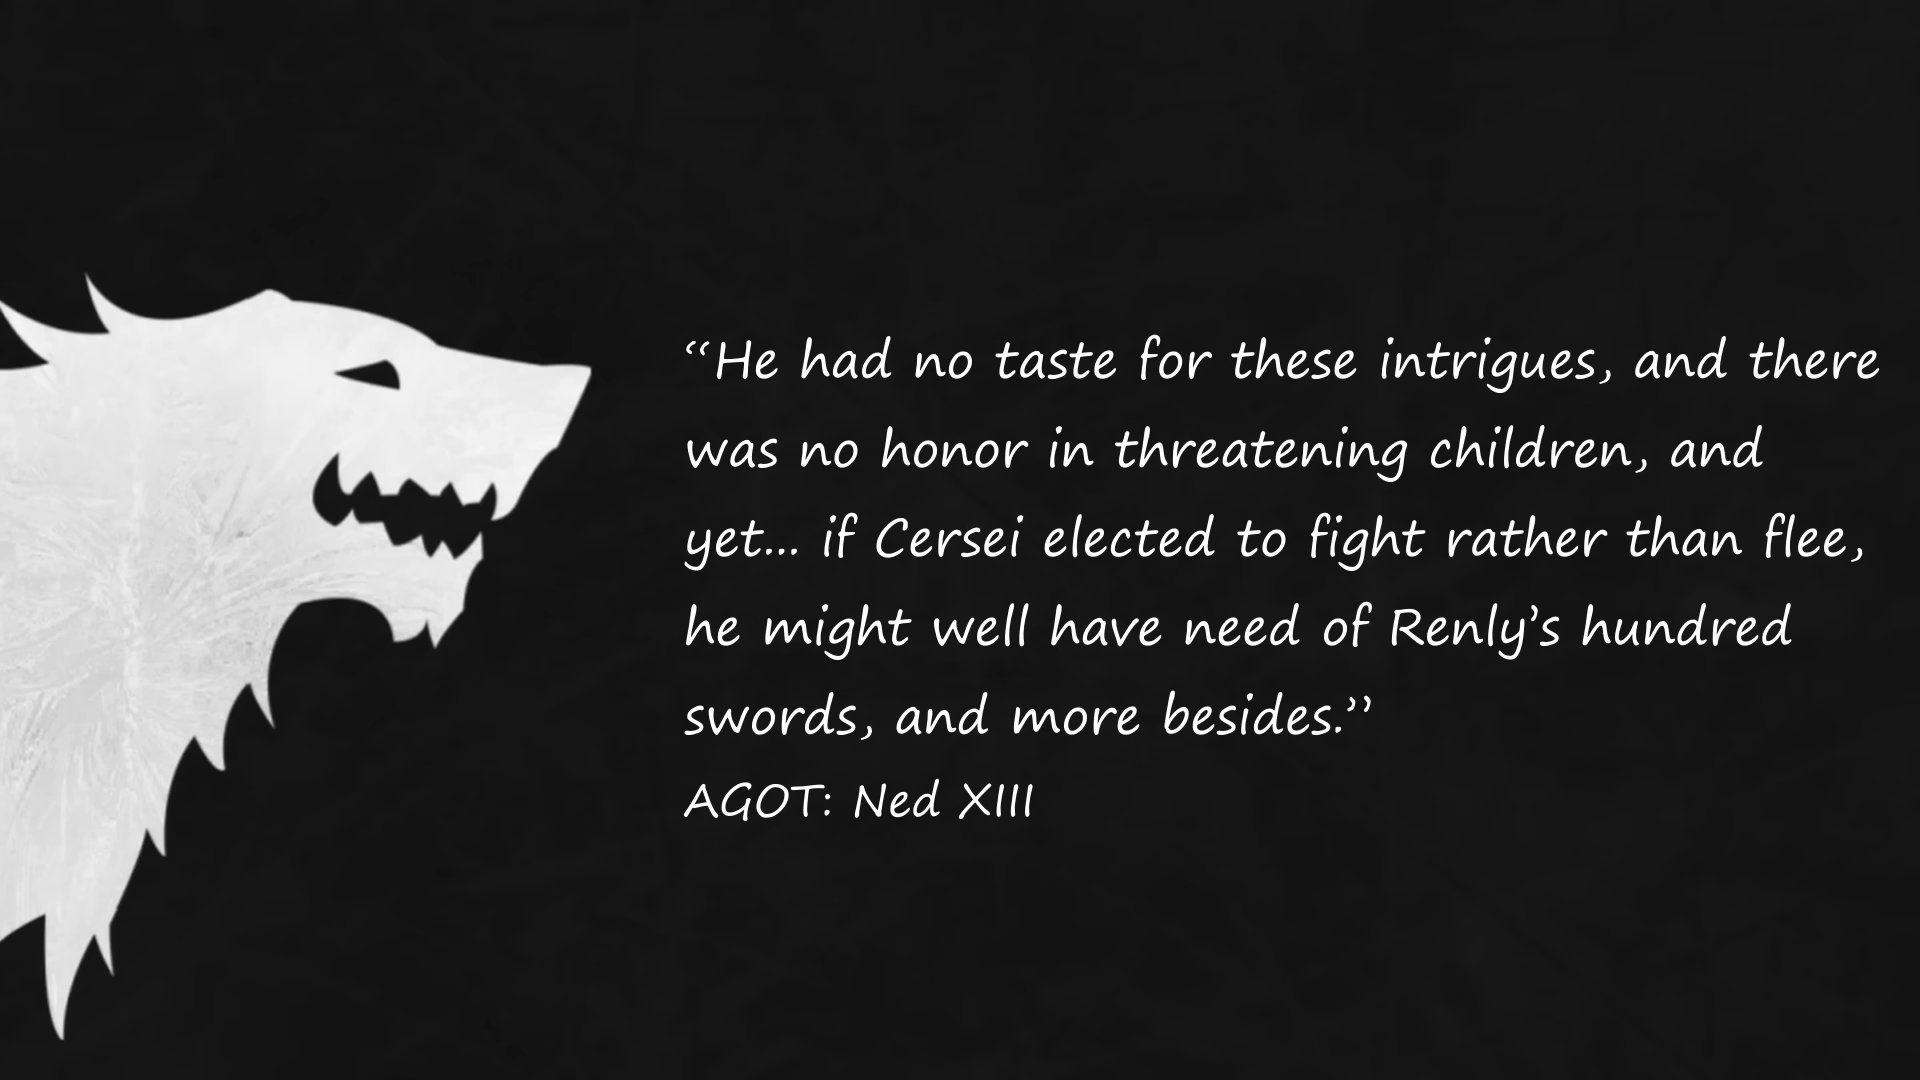 “He had no taste for these intrigues, and there
was no honor in threatening children, and
yet... if Cersei elected to fight rather than flee,
he might well have need of Renly’s hundred
swords, and more besides.”
AGOT: Ned XIII